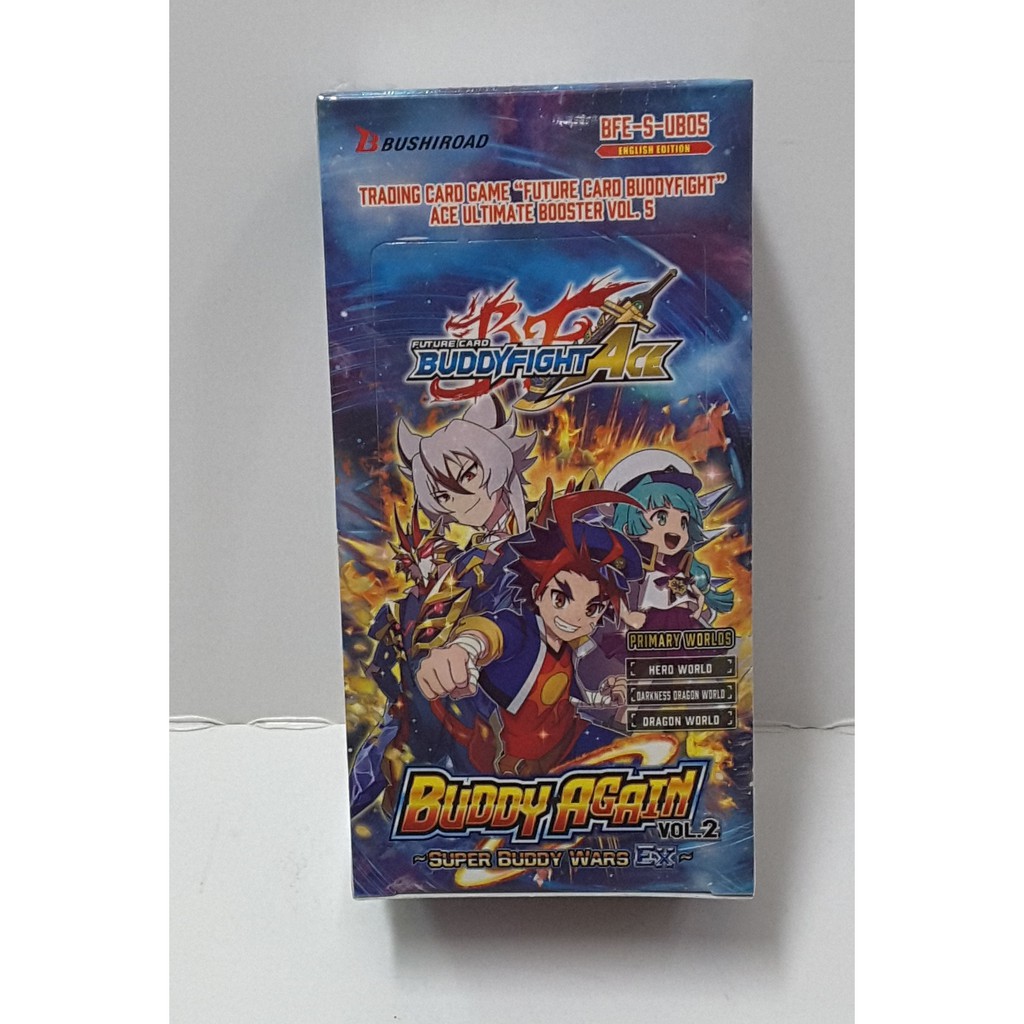 BUSHIROAD
BFE-S-UB05
ENGLISH EDITION
TRADING CARD GAME “FUTURE CARD BUDDYFIGHT”
ACE ULTIMATE BOOSTER VOL. 5
FUTURE CARD
BUDDYFIGHT ACE
PRIMARY WORLDS
HERO WORLD
DARKNESS DRAGON WORLD
DRAGON WORLD
BUDDY AGAIN
VOL.2
~SUPER BUDDY WARS EX~